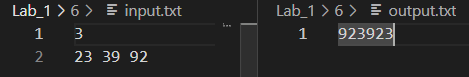 Lab_1 > 6 > input.txt
1 3
2 23 39 92
...
Lab_1 > 6 > output.txt
1 923923